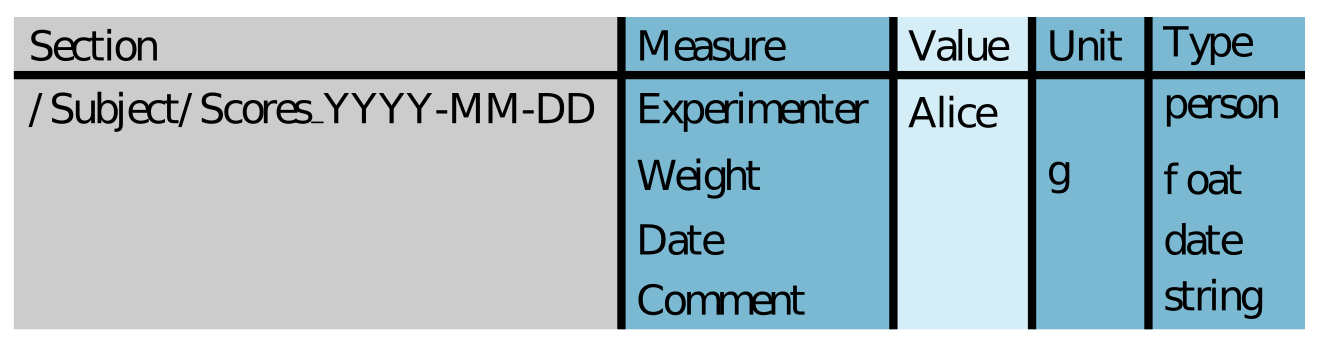 Section Measure Value Unit Type
/Subject/Scores_YYYY-MM-DD Experimenter Alice person
Weight g f oat
Date date
Comment string